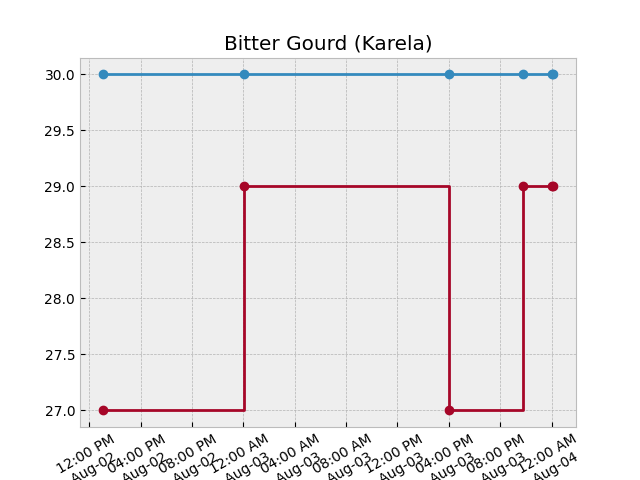 Bitter Gourd (Karela)
30.0
29.5
29.0
28.5
28.0
27.5
27.0
12:00 PM
Aug-02
04:00 PM
Aug-02
08:00 PM
Aug-02
12:00 AM
Aug-03
04:00 AM
Aug-03
08:00 AM
Aug-03
12:00 PM
Aug-03
04:00 PM
Aug-03
08:00 PM
Aug-03
12:00 AM
Aug-04